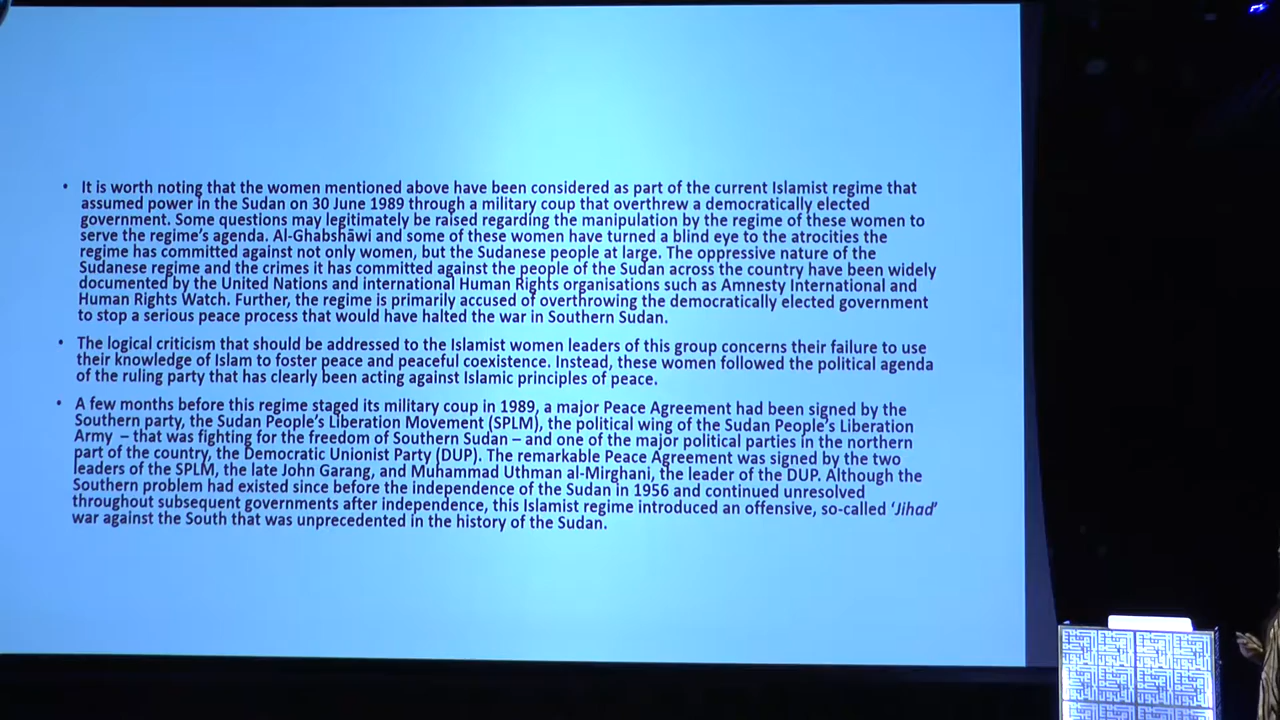 • It is worth noting that the women mentioned above have been considered as part of the current Islamist regime that
assumed power in the Sudan on 30 June 1989 through a military coup that overthrew a democratically elected
government. Some questions may legitimately be raised regarding the manipulation by the regime of these women to
serve the regime's agenda. Al-Ghabshāwi and some of these women have turned a blind eye to the atrocities the
regime has committed against not only women, but the Sudanese people at large. The oppressive nature of the
Sudanese regime and the crimes it has committed against the people of the Sudan across the country have been widely
documented by the United Nations and international Human Rights organisations such as Amnesty International and
Human Rights Watch. Further, the regime is primarily accused of overthrowing the democratically elected government
to stop a serious peace process that would have halted the war in Southern Sudan.
• The logical criticism that should be addressed to the Islamist women leaders of this group concerns their failure to use
their knowledge of Islam to foster peace and peaceful coexistence. Instead, these women followed the political agenda
of the ruling party that has clearly been acting against Islamic principles of peace.
• A few months before this regime staged its military coup in 1989, a major Peace Agreement had been signed by the
Southern party, the Sudan People's Liberation Movement (SPLM), the political wing of the Sudan People's Liberation
Army – that was fighting for the freedom of Southern Sudan – and one of the major political parties in the northern
part of the country, the Democratic Unionist Party (DUP). The remarkable Peace Agreement was signed by the two
leaders of the SPLM, the late John Garang, and Muhammad Uthman al-Mirghani, the leader of the DUP. Although the
Southern problem had existed since before the independence of the Sudan in 1956 and continued unresolved
throughout subsequent governments after independence, this Islamist regime introduced an offensive, so-called 'Jihad'
war against the South that was unprecedented in the history of the Sudan.